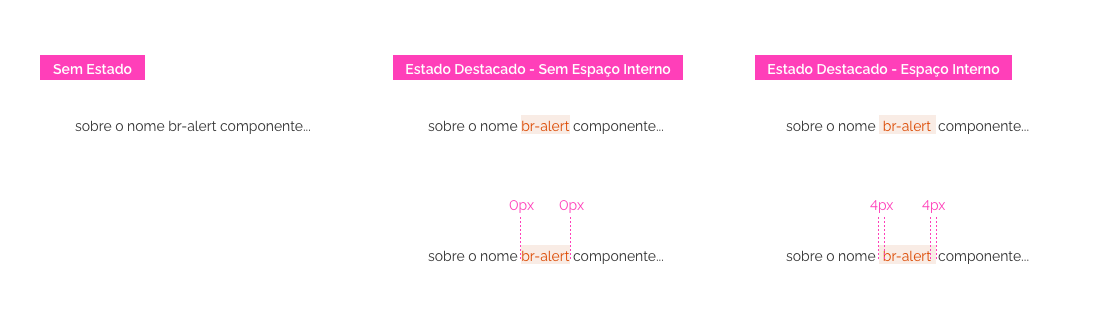 Sem Estado
Estado Destacado - Sem Espaço Interno
Estado Destacado - Espaço Interno
sobre o nome br-alert componente...
sobre o nome br-alert componente...
sobre o nome br-alert componente...
0px 0px
4px 4px
sobre o nome br-alert componente...
sobre o nome br-alert componente...